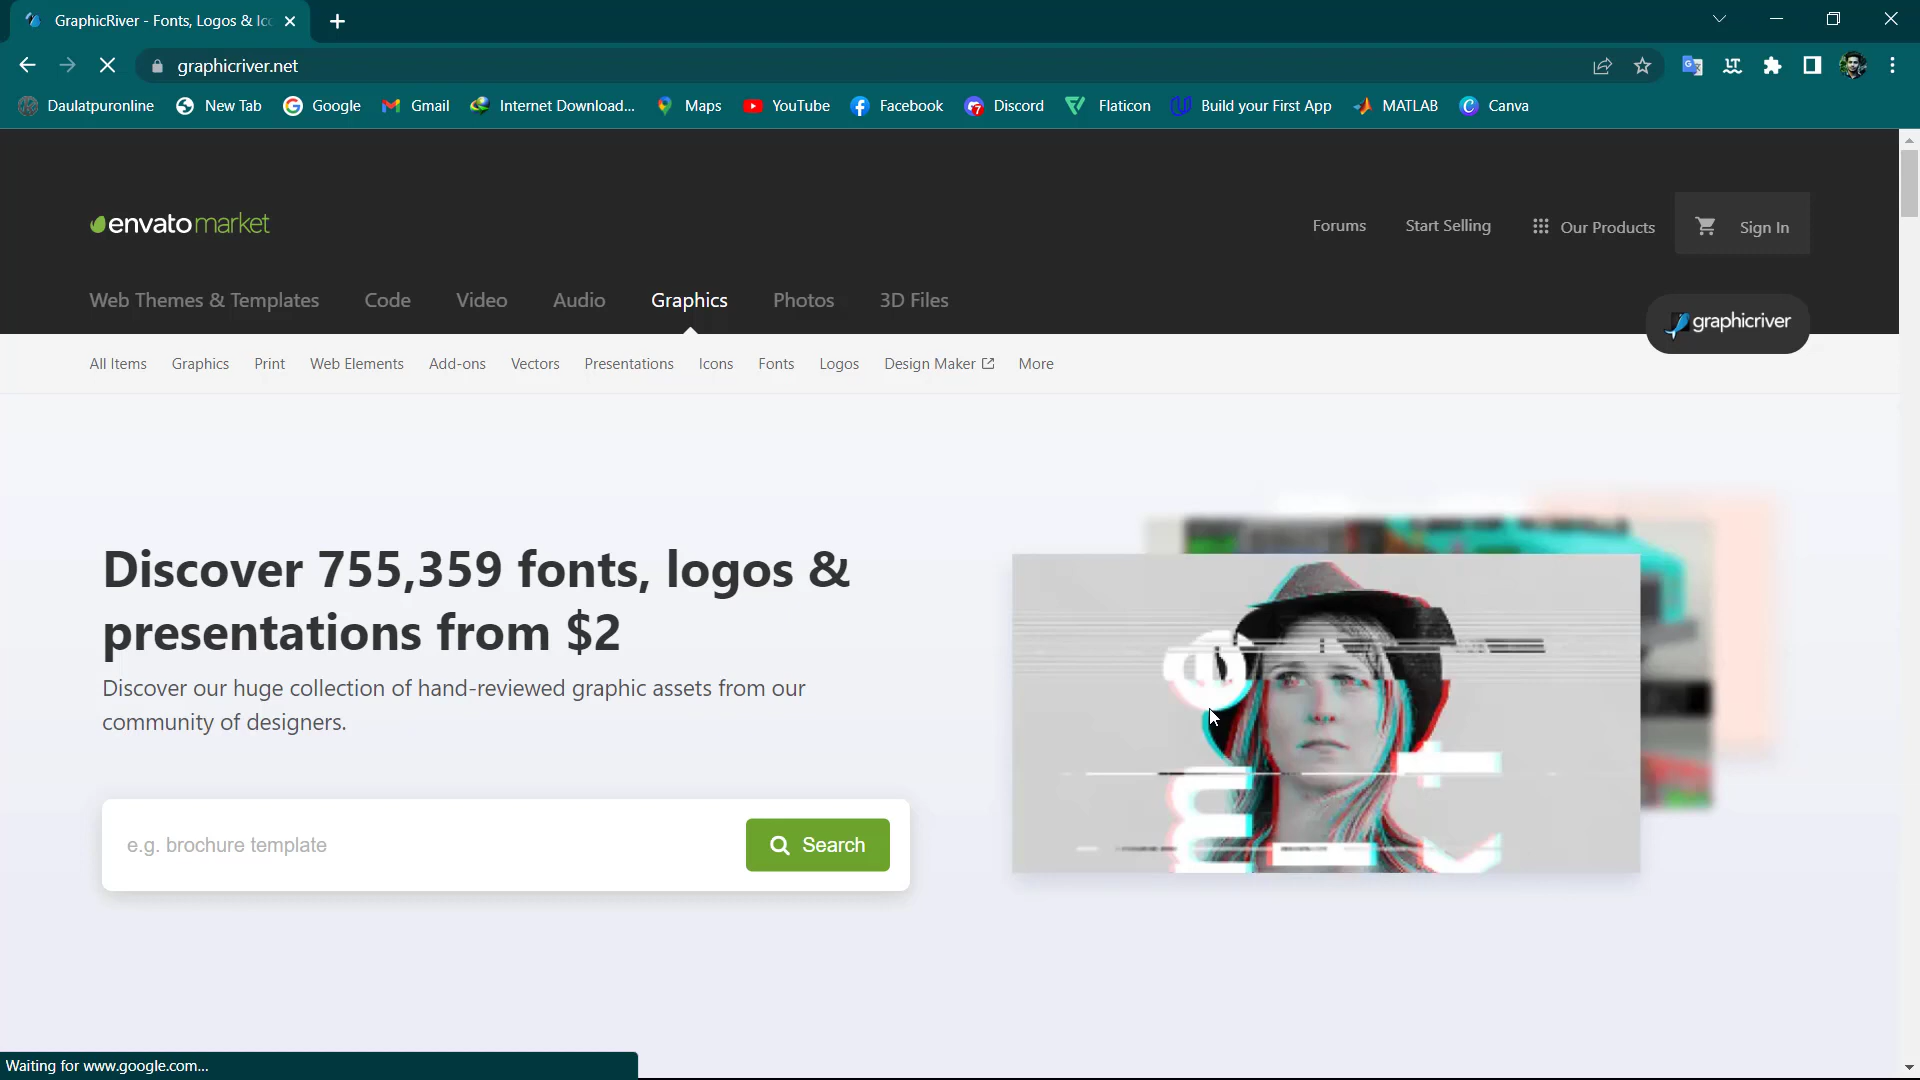 GraphicRiver - Fonts, Logos & Ico
graphicriver.net
Daulatpuronline New Tab Google Gmail Internet Download... Maps YouTube Facebook Discord Flaticon Build your First App MATLAB Canva
envatomarket
Forums Start Selling Our Products Sign In
Web Themes & Templates Code Video Audio Graphics Photos 3D Files
graphicriver
All Items Graphics Print Web Elements Add-ons Vectors Presentations Icons Fonts Logos Design Maker More
Discover 755,359 fonts, logos &
presentations from $2
Discover our huge collection of hand-reviewed graphic assets from our
community of designers.
e.g. brochure template Search
Waiting for www.google.com...